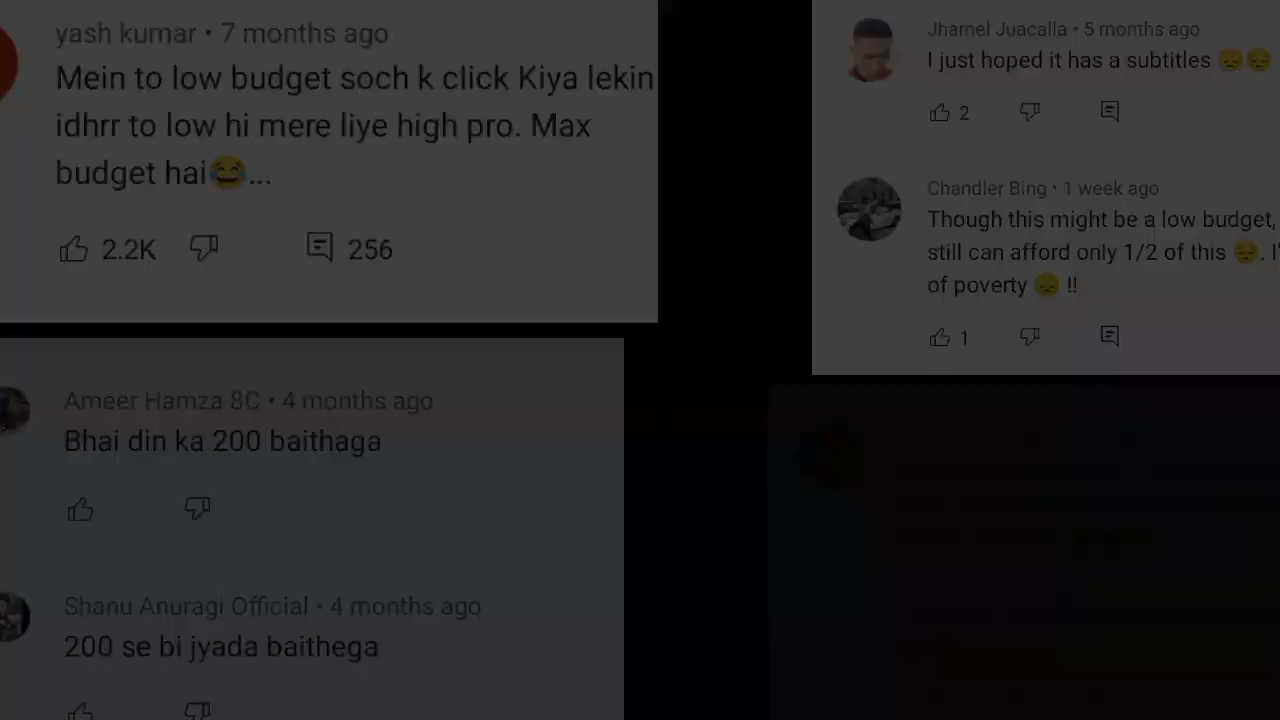 yash kumar • 7 months ago
Mein to low budget soch k click Kiya lekin
idhrr to low hi mere liye high pro. Max
budget hai😂...
2.2K 256
Ameer Hamza 8C • 4 months ago
Bhai din ka 200 baithaga
Shanu Anuragi Official • 4 months ago
200 se bi jyada baithega
Jhamel Juacalla • 5 months ago
I just hoped it has a subtitles 😞😔
2
Chandler Bing • 1 week ago
Though this might be a low budget,
still can afford only 1/2 of this 😔. I'
of poverty 😞 !!
1